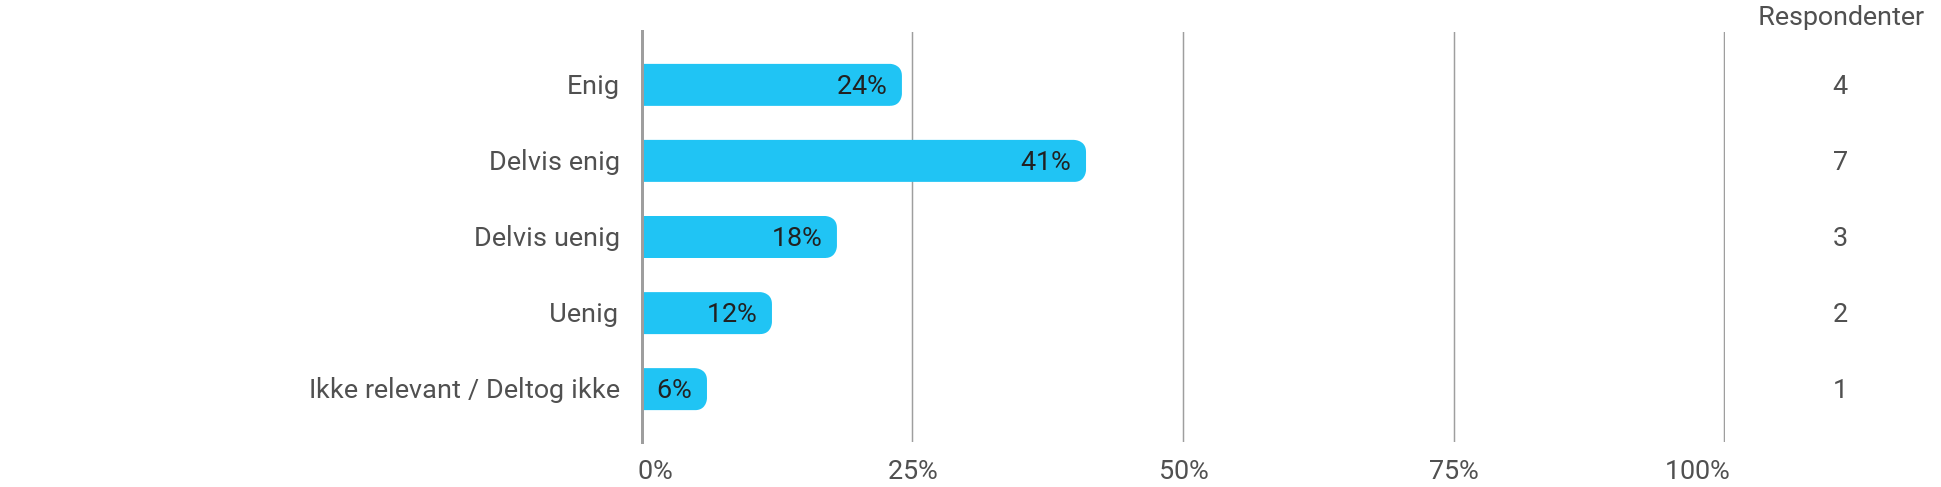 Respondenter
Enig 24% 4
Delvis enig 41% 7
Delvis uenig 18% 3
Uenig 12% 2
Ikke relevant / Deltog ikke 6% 1
0% 25% 50% 75% 100%